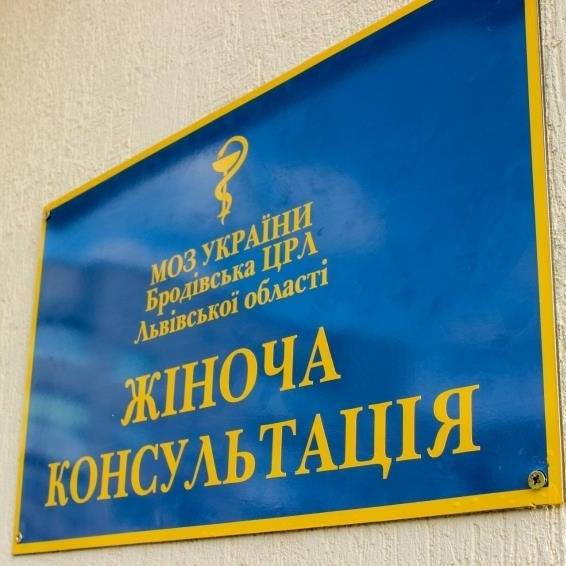 МОЗ УКРАЇНИ
Бродівська ЦРЛ
Львівської області
ЖІНОЧА
КОНСУЛЬТАЦІЯ